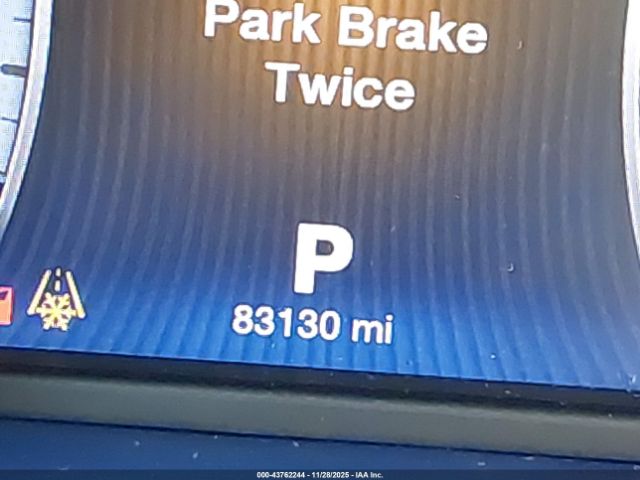 Park Brake
Twice
P
83130 mi
000-43762244 - 11/28/2025 - IAA Inc.